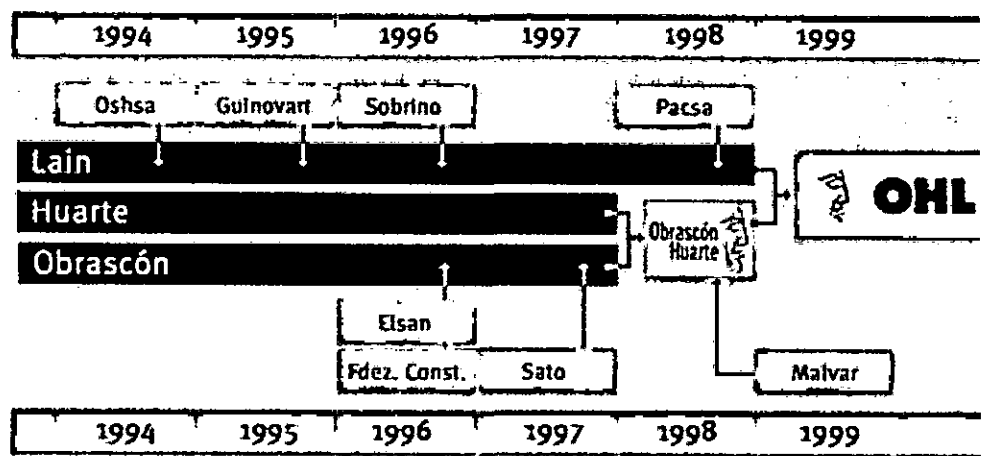 1994 1995 1996 1997 1998 1999
Oshsa Guinovart Sobrino Pacsa
Lain
Huarte
Obrascón
Obrascón
Huarte
OHL
Elsan
Fdez. Const. Sato Malvar
1994 1995 1996 1997 1998 1999